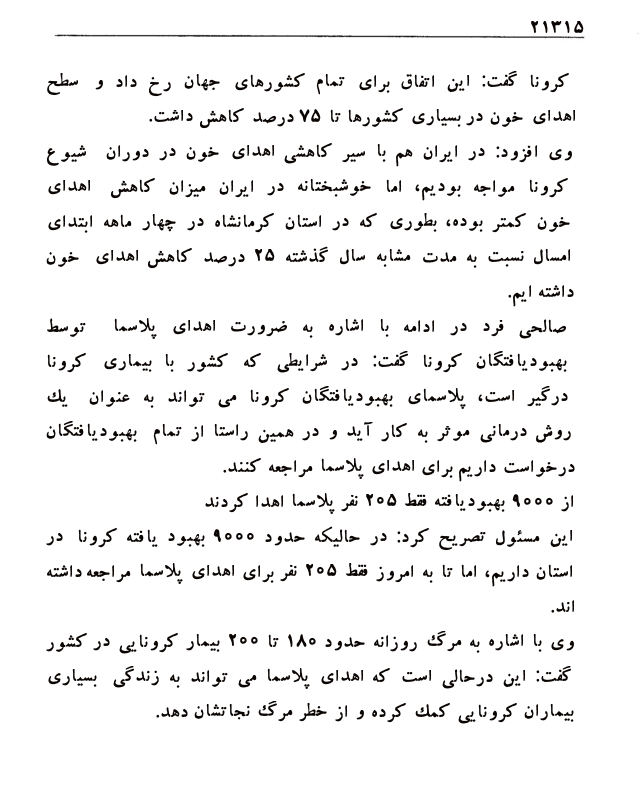 ۲۱۳۱۵
کرونا گفت: این اتفاق برای تمام کشورهای جهان رخ داد و سطح
اهدای خون در بسیاری کشورها تا ۷۵ درصد کاهش داشت.
وی افزود: در ایران هم با سیر کاهشی اهدای خون در دوران شیوع
کرونا مواجه بودیم، اما خوشبختانه در ایران میزان کاهش اهدای
خون کمتر بوده، بطوری که در استان کرمانشاه در چهار ماهه ابتدای
امسال نسبت به مدت مشابه سال گذشته ۲۵ درصد کاهش اهدای خون
داشته ایم.
صالحی فرد در ادامه با اشاره به ضرورت اهدای پلاسما توسط
بهبودیافتگان کرونا گفت: در شرایطی که کشور با بیماری کرونا
درگیر است، پلاسمای بهبودیافتگان کرونا می تواند به عنوان یك
روش درمانی موثر به کار آید و در همین راستا از تمام بهبودیافتگان
درخواست داریم برای اهدای پلاسما مراجعه کنند.
از ۹۰۰۰ بهبودیافته فقط ۲۰۵ نفر پلاسما اهدا کردند
این مسئول تصریح کرد: در حالیکه حدود ۹۰۰۰ بهبود یافته کرونا در
استان داریم، اما تا به امروز فقط ۲۰۵ نفر برای اهدای پلاسما مراجعه داشته
اند.
وی با اشاره به مرگ روزانه حدود ۱۸۰ تا ۲۰۰ بیمار کرونایی در کشور
گفت: این درحالی است که اهدای پلاسما می تواند به زندگی بسیاری
بیماران کرونایی کمك کرده و از خطر مرگ نجاتشان دهد.